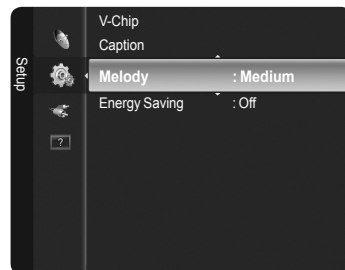 Setup
V-Chip
Caption
Melody : Medium
Energy Saving : Off
?